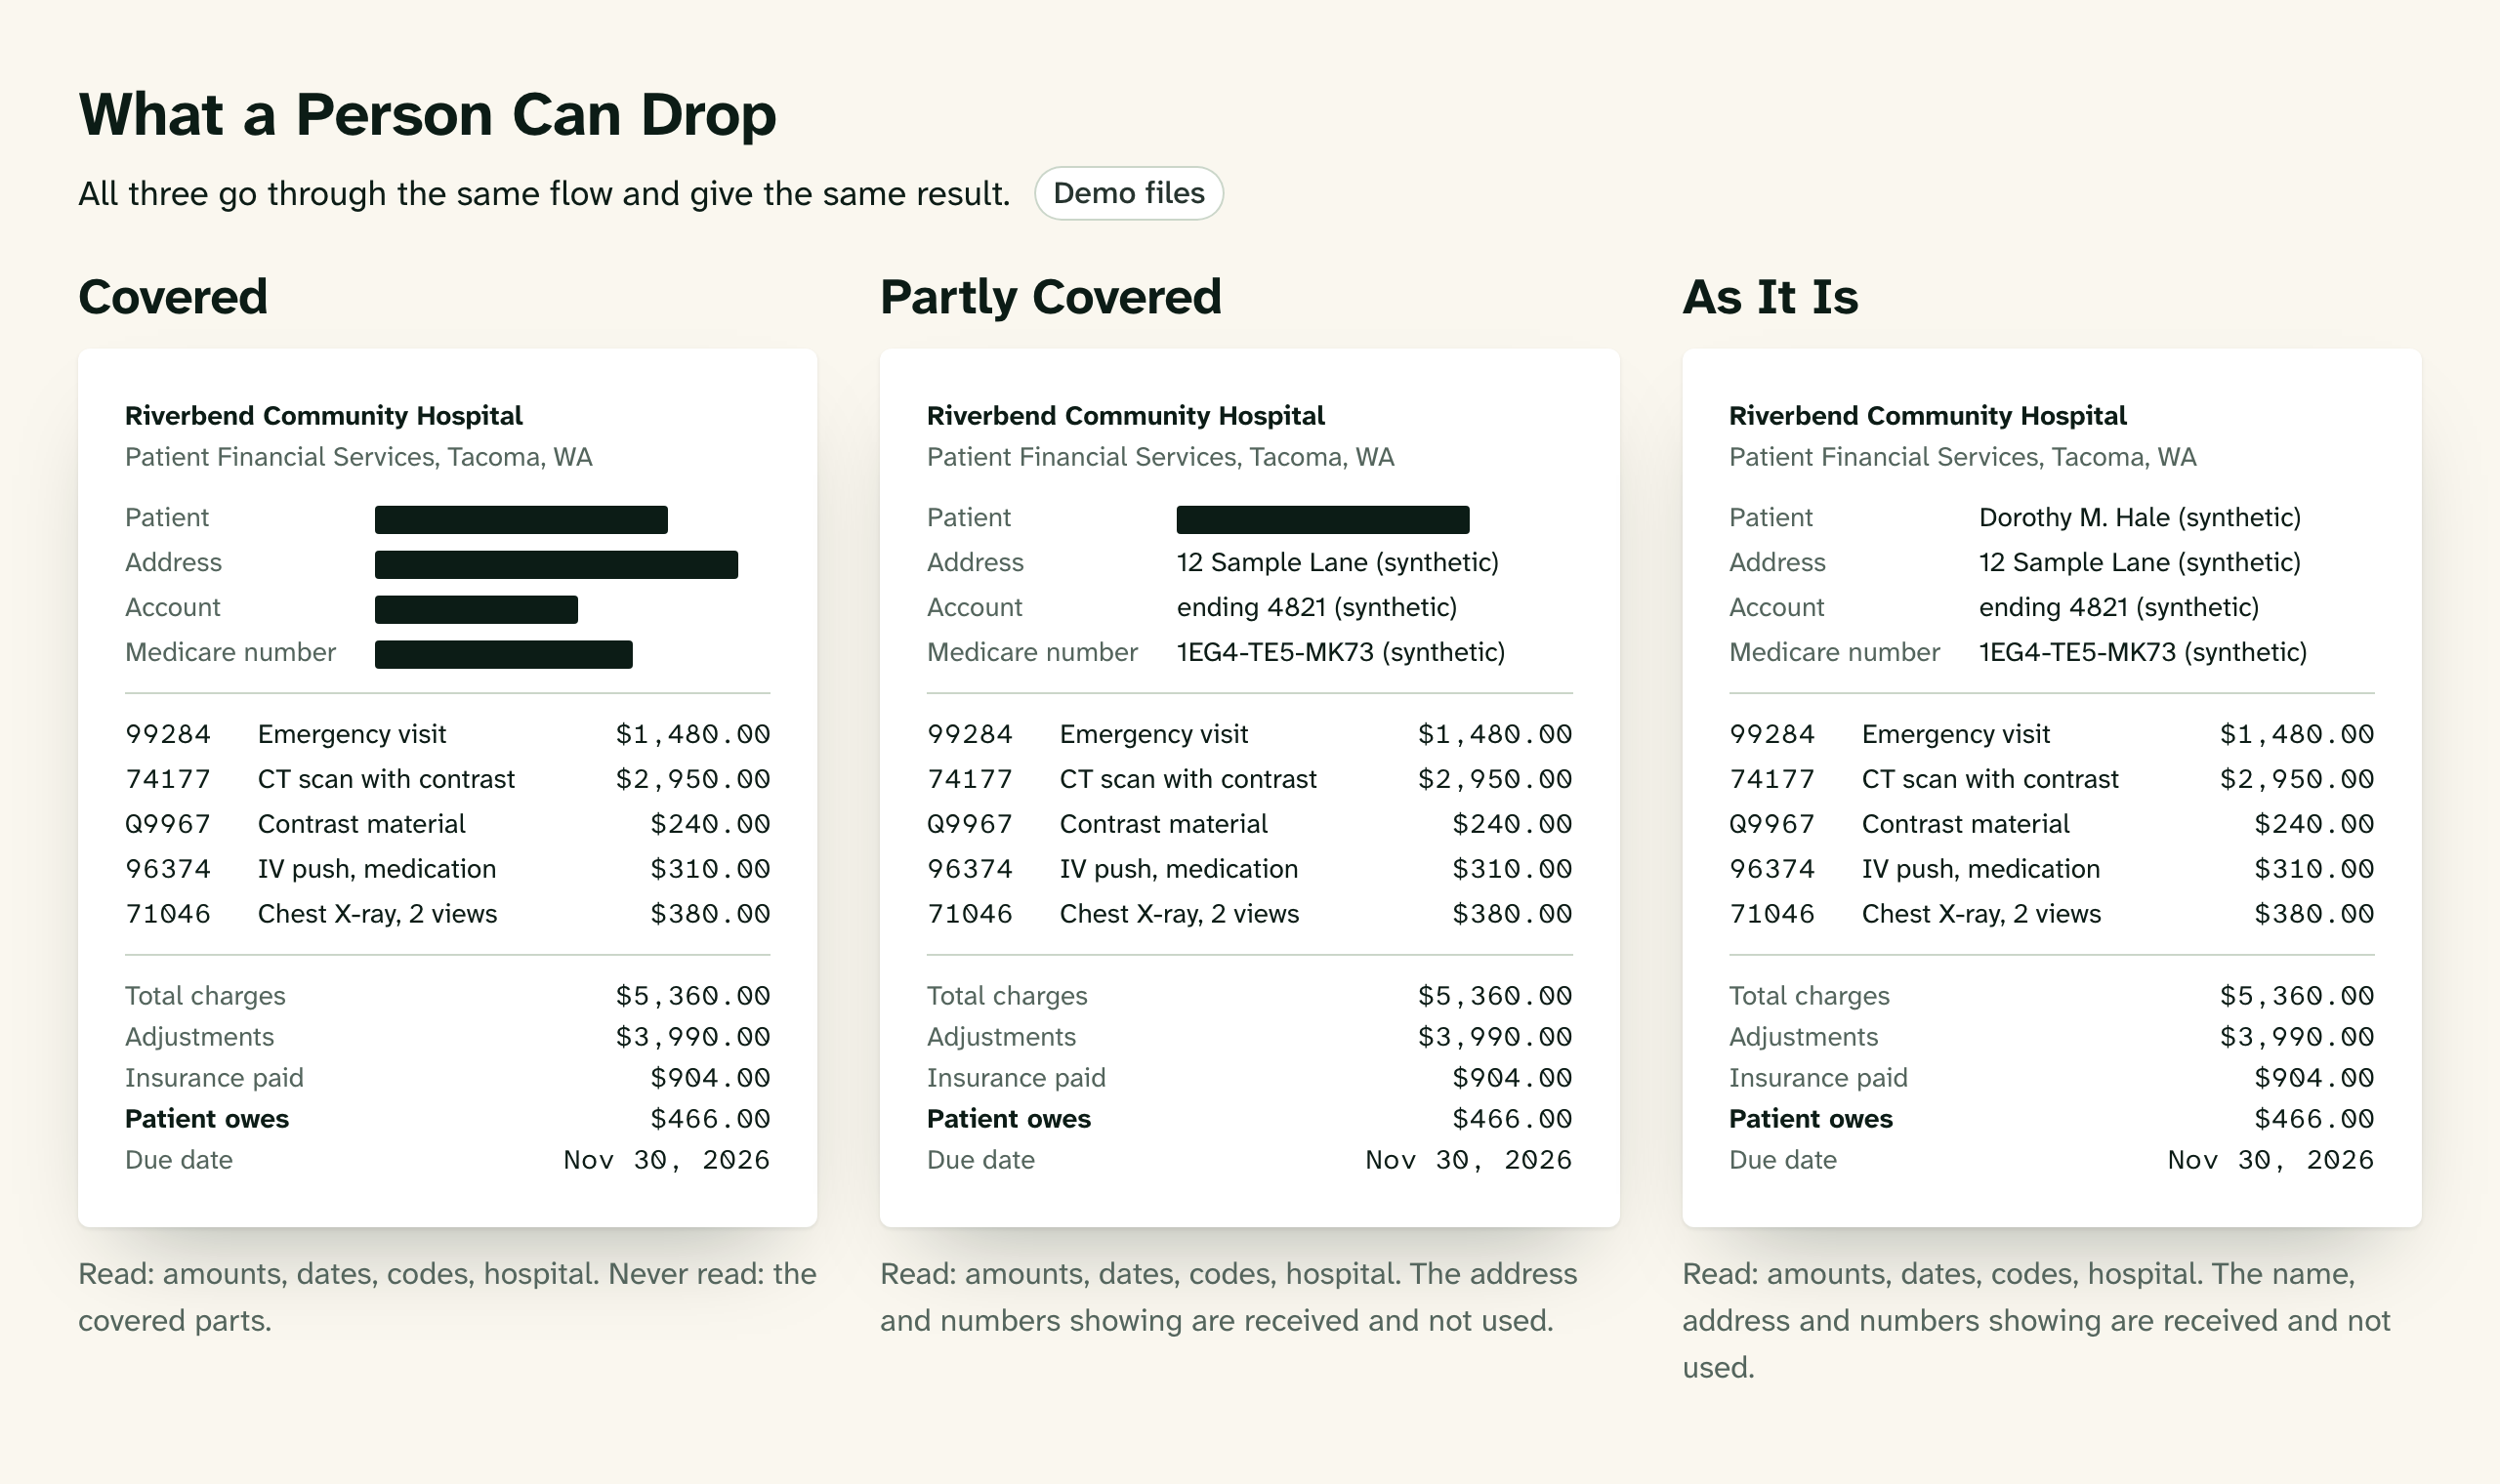 What a Person Can Drop
All three go through the same flow and give the same result. Demo files
Covered
Riverbend Community Hospital
Patient Financial Services, Tacoma, WA
Patient
Address
Account
Medicare number
99284 Emergency visit $1,480.00
74177 CT scan with contrast $2,950.00
Q9967 Contrast material $240.00
96374 IV push, medication $310.00
71046 Chest X-ray, 2 views $380.00
Total charges $5,360.00
Adjustments $3,990.00
Insurance paid $904.00
Patient owes $466.00
Due date Nov 30, 2026
Read: amounts, dates, codes, hospital. Never read: the
covered parts.
Partly Covered
Riverbend Community Hospital
Patient Financial Services, Tacoma, WA
Patient
Address 12 Sample Lane (synthetic)
Account ending 4821 (synthetic)
Medicare number 1EG4-TE5-MK73 (synthetic)
99284 Emergency visit $1,480.00
74177 CT scan with contrast $2,950.00
Q9967 Contrast material $240.00
96374 IV push, medication $310.00
71046 Chest X-ray, 2 views $380.00
Total charges $5,360.00
Adjustments $3,990.00
Insurance paid $904.00
Patient owes $466.00
Due date Nov 30, 2026
Read: amounts, dates, codes, hospital. The address
and numbers showing are received and not used.
As It Is
Riverbend Community Hospital
Patient Financial Services, Tacoma, WA
Patient Dorothy M. Hale (synthetic)
Address 12 Sample Lane (synthetic)
Account ending 4821 (synthetic)
Medicare number 1EG4-TE5-MK73 (synthetic)
99284 Emergency visit $1,480.00
74177 CT scan with contrast $2,950.00
Q9967 Contrast material $240.00
96374 IV push, medication $310.00
71046 Chest X-ray, 2 views $380.00
Total charges $5,360.00
Adjustments $3,990.00
Insurance paid $904.00
Patient owes $466.00
Due date Nov 30, 2026
Read: amounts, dates, codes, hospital. The name,
address and numbers showing are received and not
used.